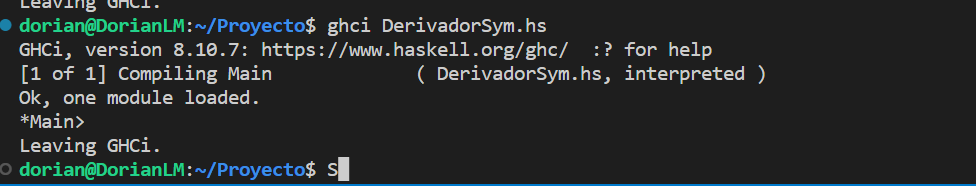 Leaving GHCi.
dorian@DorianLM:~/Proyecto$ ghci DerivadorSym.hs
GHCi, version 8.10.7: https://www.haskell.org/ghc/  :? for help
[1 of 1] Compiling Main             ( DerivadorSym.hs, interpreted )
Ok, one module loaded.
*Main>
Leaving GHCi.
dorian@DorianLM:~/Proyecto$ S